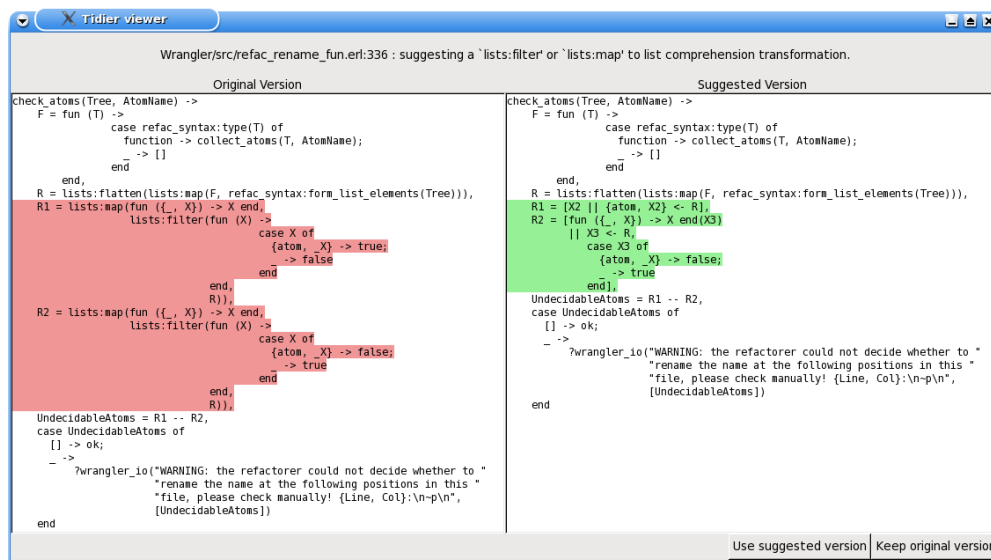 Tidier viewer
Wrangler/src/refac_rename_fun.erl:336 : suggesting a `lists:filter' or `lists:map' to list comprehension transformation.
Original Version
check_atoms(Tree, AtomName) ->
    F = fun (T) ->
                case refac_syntax:type(T) of
                  function -> collect_atoms(T, AtomName);
                  _ -> []
                end
        end,
    R = lists:flatten(lists:map(F, refac_syntax:form_list_elements(Tree))),
    R1 = lists:map(fun ({_, X}) -> X end,
                   lists:filter(fun (X) ->
                                        case X of
                                          {atom, _X} -> true;
                                          _ -> false
                                        end
                                end,
                                R)),
    R2 = lists:map(fun ({_, X}) -> X end,
                   lists:filter(fun (X) ->
                                        case X of
                                          {atom, _X} -> false;
                                          _ -> true
                                        end
                                end,
                                R)),
    UndecidableAtoms = R1 -- R2,
    case UndecidableAtoms of
      [] -> ok;
      _ ->
          ?wrangler_io("WARNING: the refactorer could not decide whether to "
                       "rename the name at the following positions in this "
                       "file, please check manually! {Line, Col}:\n~p\n",
                       [UndecidableAtoms])
    end
Suggested Version
check_atoms(Tree, AtomName) ->
    F = fun (T) ->
                case refac_syntax:type(T) of
                  function -> collect_atoms(T, AtomName);
                  _ -> []
                end
        end,
    R = lists:flatten(lists:map(F, refac_syntax:form_list_elements(Tree))),
    R1 = [X2 || {atom, X2} <- R],
    R2 = [fun ({_, X}) -> X end(X3)
          || X3 <- R,
             case X3 of
               {atom, _X} -> false;
               _ -> true
             end],
    UndecidableAtoms = R1 -- R2,
    case UndecidableAtoms of
      [] -> ok;
      _ ->
          ?wrangler_io("WARNING: the refactorer could not decide whether to "
                       "rename the name at the following positions in this "
                       "file, please check manually! {Line, Col}:\n~p\n",
                       [UndecidableAtoms])
    end
Use suggested version
Keep original version